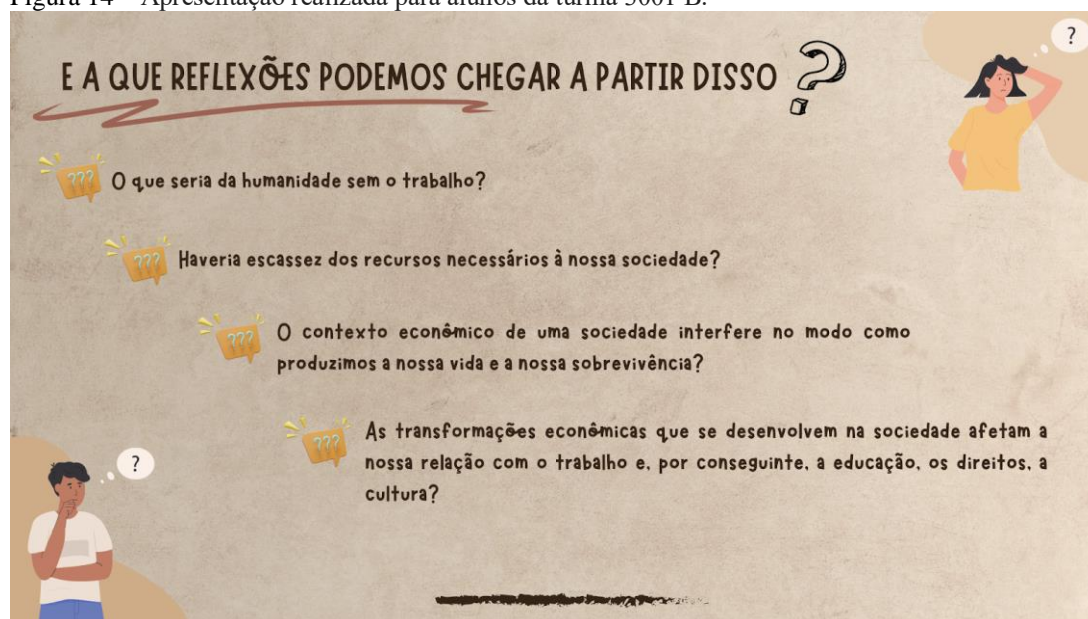 Figura 14 – Apresentação realizada para alunos da turma 3001 B.
?
E A QUE REFLEXÕES PODEMOS CHEGAR A PARTIR DISSO ?
??? O que seria da humanidade sem o trabalho?
??? Haveria escassez dos recursos necessários à nossa sociedade?
??? O contexto econômico de uma sociedade interfere no modo como
produzimos a nossa vida e a nossa sobrevivência?
??? As transformações econômicas que se desenvolvem na sociedade afetam a
nossa relação com o trabalho e, por conseguinte, a educação, os direitos, a
cultura?
?